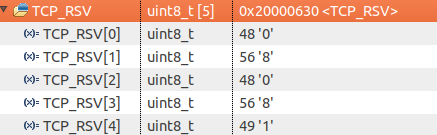 TCP_RSV uint8_t [5] 0x20000630 <TCP_RSV>
(x)= TCP_RSV[0] uint8_t 48 '0'
(x)= TCP_RSV[1] uint8_t 56 '8'
(x)= TCP_RSV[2] uint8_t 48 '0'
(x)= TCP_RSV[3] uint8_t 56 '8'
(x)= TCP_RSV[4] uint8_t 49 '1'